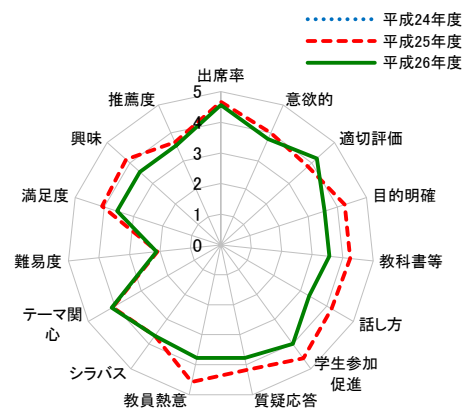 平成24年度
平成25年度
平成26年度
出席率
意欲的
適切評価
目的明確
教科書等
話し方
学生参加
促進
質疑応答
教員熱意
シラバス
テーマ関
心
難易度
満足度
興味
推薦度
5
4
3
2
1
0